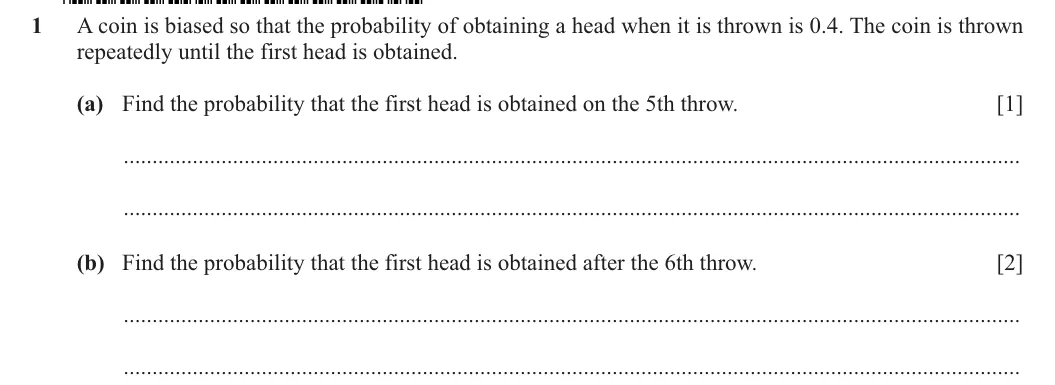 1 A coin is biased so that the probability of obtaining a head when it is thrown is 0.4. The coin is thrown
repeatedly until the first head is obtained.
(a) Find the probability that the first head is obtained on the 5th throw. [1]
(b) Find the probability that the first head is obtained after the 6th throw. [2]